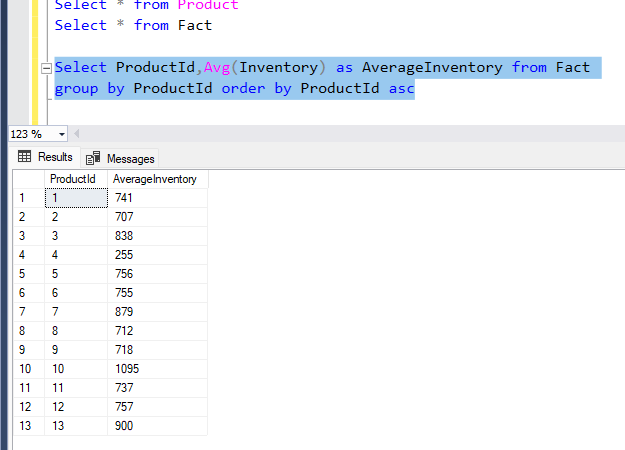 Select * from Product
Select * from Fact
Select ProductId,Avg(Inventory) as AverageInventory from Fact
group by ProductId order by ProductId asc
123 %
Results Messages
ProductId AverageInventory
1 1 741
2 2 707
3 3 838
4 4 255
5 5 756
6 6 755
7 7 879
8 8 712
9 9 718
10 10 1095
11 11 737
12 12 757
13 13 900